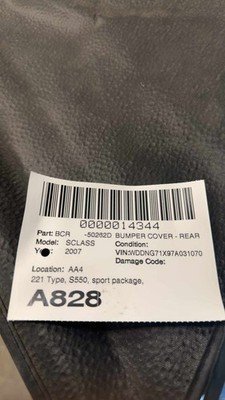 0000014344
Part: BCR -50262D BUMPER COVER - REAR
Model: SCLASS Condition:
2007 VIN:WDDNG71X97A031070
Damage Code:
Location: AA4
221 Type, S550, sport package,
A828